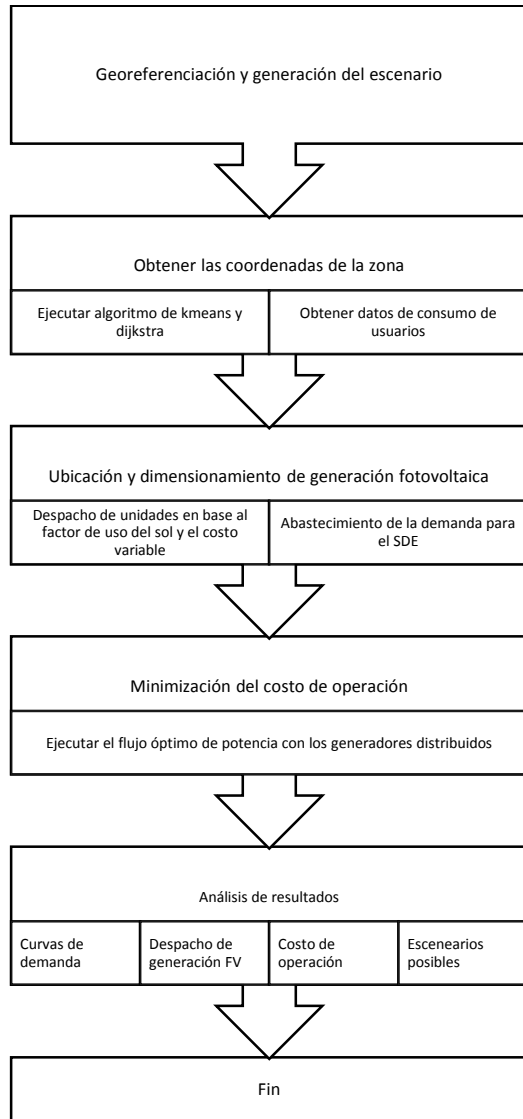 Georeferenciación y generación del escenario
Obtener las coordenadas de la zona
Ejecutar algoritmo de kmeans y
dijkstra
Obtener datos de consumo de
usuarios
Ubicación y dimensionamiento de generación fotovoltaica
Despacho de unidades en base al
factor de uso del sol y el costo
variable
Abastecimiento de la demanda para
el SDE
Minimización del costo de operación
Ejecutar el flujo óptimo de potencia con los generadores distribuidos
Análisis de resultados
Curvas de
demanda
Despacho de
generación FV
Costo de
operación
Escenearios
posibles
Fin